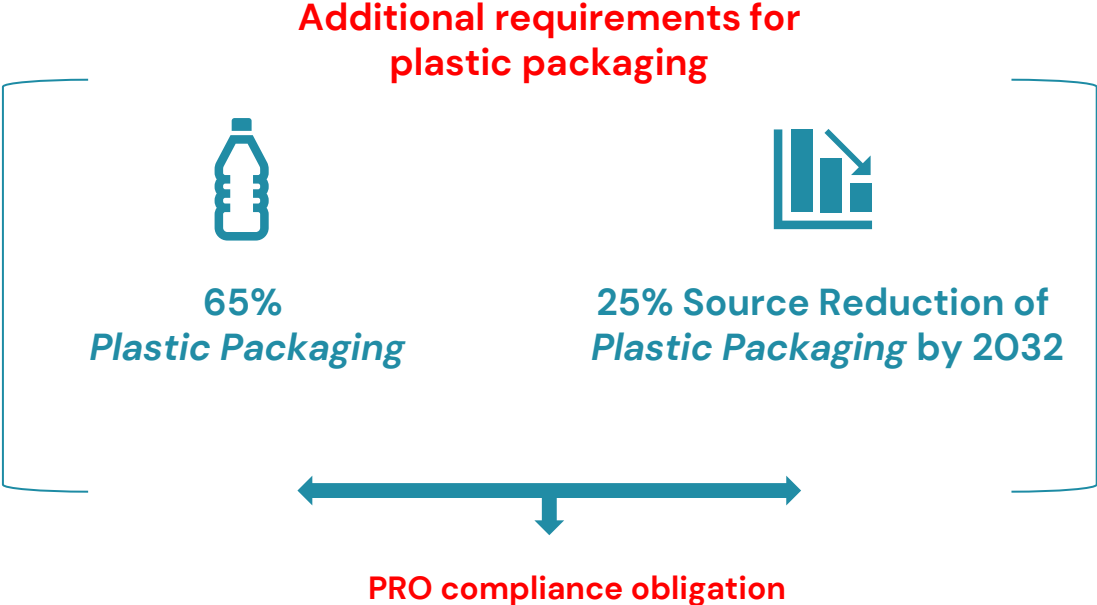 Additional requirements for
plastic packaging
65%
Plastic Packaging
25% Source Reduction of
Plastic Packaging by 2032
PRO compliance obligation